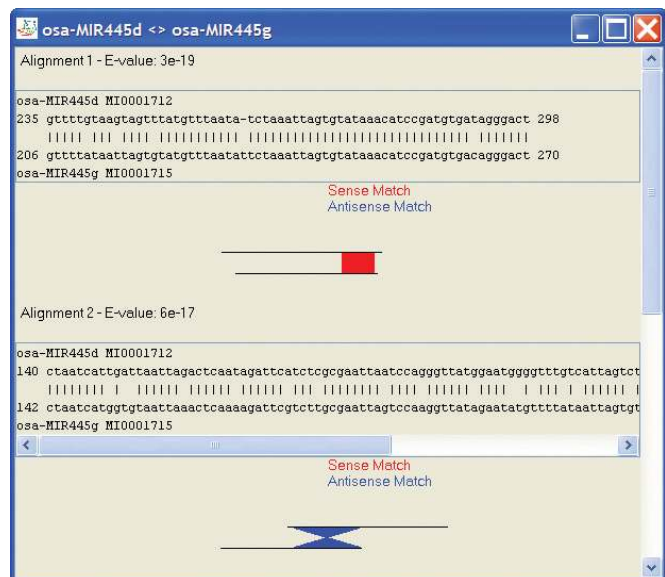 osa-MIR445d <> osa-MIR445g
Alignment 1 - E-value: 3e-19
osa-MIR445d MI0001712
235 gttttgtaagtagtttatgtttaata-tctaaattagtgtataaacatccgatgtgatagggact 298
||||| ||| |||| |||||||||||| |||||||||||||||||||||||||||||| |||||||
206 gttttataattagtgtatgtttaatattctaaattagtgtataaacatccgatgtgacagggact 270
osa-MIR445g MI0001715
Sense Match
Antisense Match
Alignment 2 - E-value: 6e-17
osa-MIR445d MI0001712
140 ctaatcattgattaattagactcaatagattcatctcgcgaattaatccagggttatggaatggggtttgtcattagtct
|||||||| | |||||| ||||||| |||||| ||| |||||||| |||| |||||| |||| | ||| | |||||| |
142 ctaatcatggtgtaattaaactcaaaagattcgtcttgcgaattagtccaaggttatagaatatgttttataattagtgt
osa-MIR445g MI0001715
Sense Match
Antisense Match